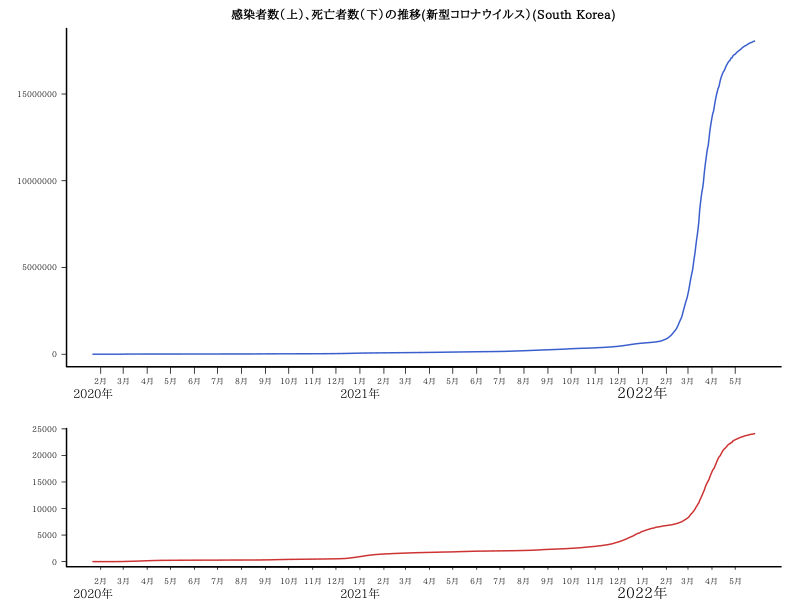 感染者数（上）、死亡者数（下）の推移(新型コロナウイルス）(South Korea)
15000000
10000000
5000000
0
2月 3月 4月 5月 6月 7月 8月 9月 10月 11月 12月 1月 2月 3月 4月 5月 6月 7月 8月 9月 10月 11月 12月 1月 2月 3月 4月 5月
2020年 2021年 2022年
25000
20000
15000
10000
5000
0
2月 3月 4月 5月 6月 7月 8月 9月 10月 11月 12月 1月 2月 3月 4月 5月 6月 7月 8月 9月 10月 11月 12月 1月 2月 3月 4月 5月
2020年 2021年 2022年